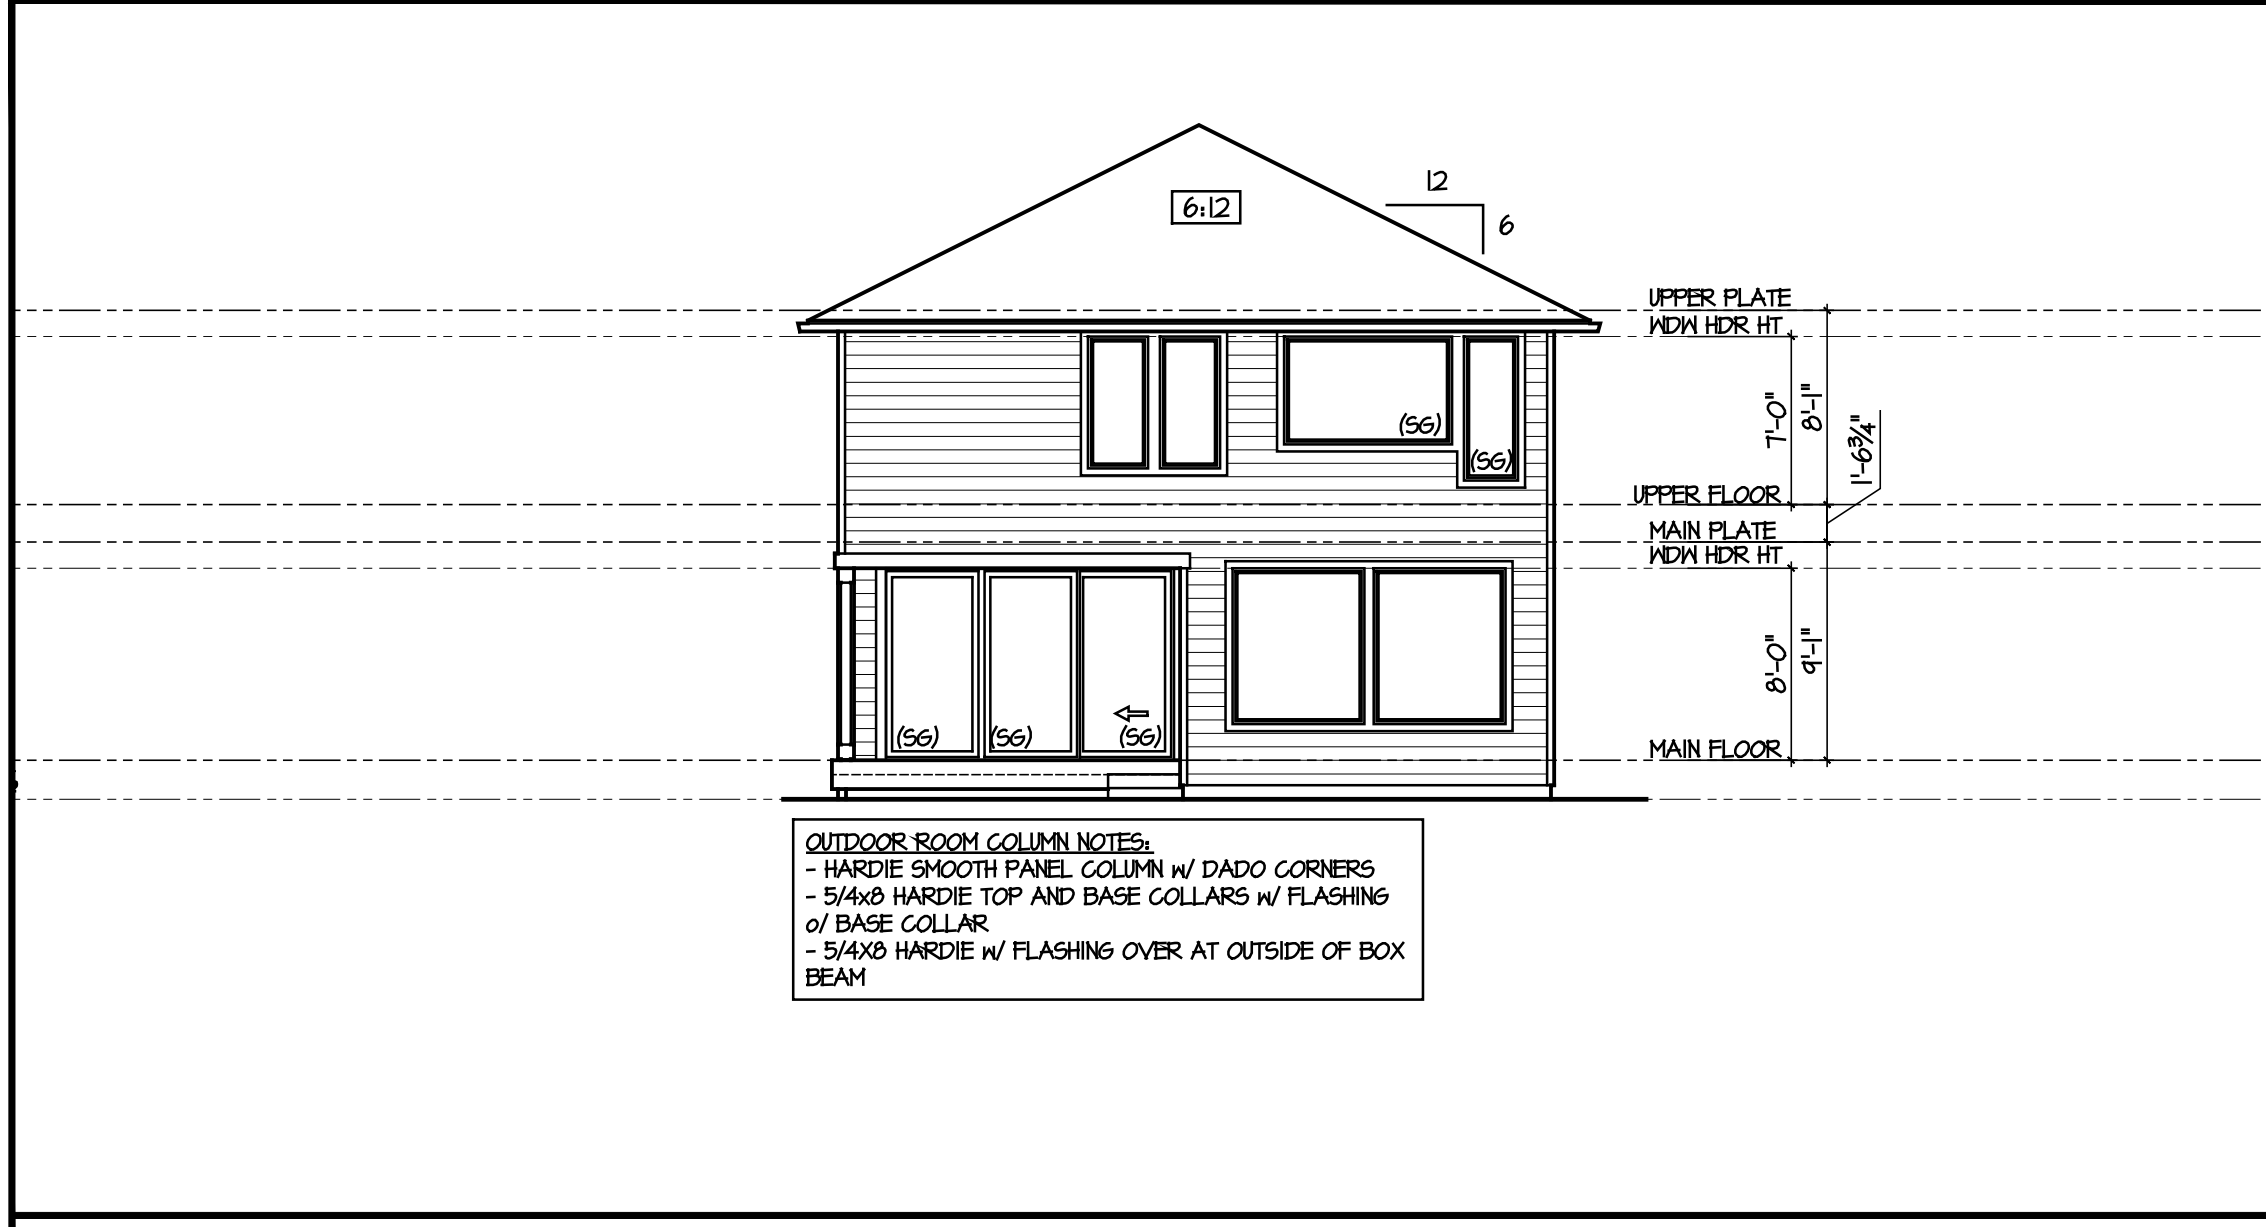 12
6:12
6
UPPER PLATE
WDW HDR HT
7'-0"
8'-1"
1'-6¾"
(SG)
(SG)
UPPER FLOOR
MAIN PLATE
WDW HDR HT
8'-0"
9'-1"
(SG)
(SG)
(SG)
MAIN FLOOR
OUTDOOR ROOM COLUMN NOTES:
- HARDIE SMOOTH PANEL COLUMN w/ DADO CORNERS
- 5/4x8 HARDIE TOP AND BASE COLLARS w/ FLASHING
o/ BASE COLLAR
- 5/4X8 HARDIE w/ FLASHING OVER AT OUTSIDE OF BOX
BEAM